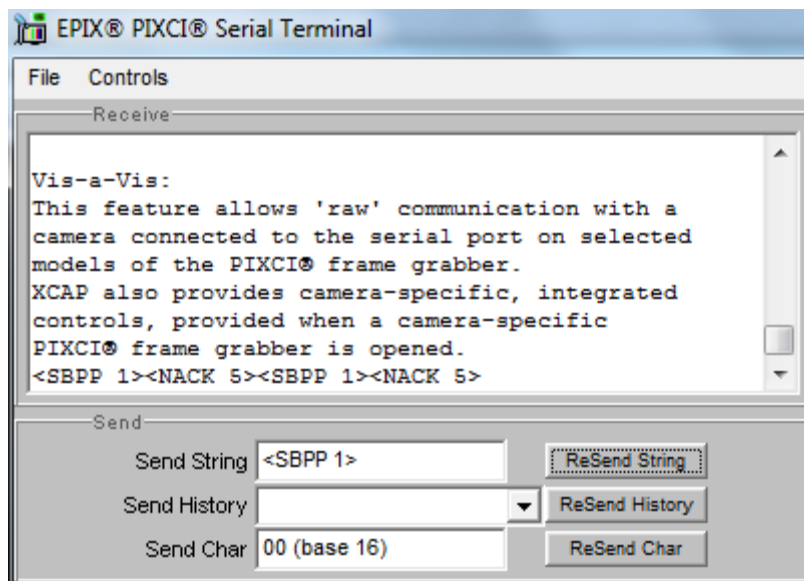 EPIX® PIXCI® Serial Terminal
File Controls
Receive
Vis-a-Vis:
This feature allows 'raw' communication with a
camera connected to the serial port on selected
models of the PIXCI® frame grabber.
XCAP also provides camera-specific, integrated
controls, provided when a camera-specific
PIXCI® frame grabber is opened.
<SBPP 1><NACK 5><SBPP 1><NACK 5>
Send
Send String <SBPP 1> ReSend String
Send History ReSend History
Send Char 00 (base 16) ReSend Char